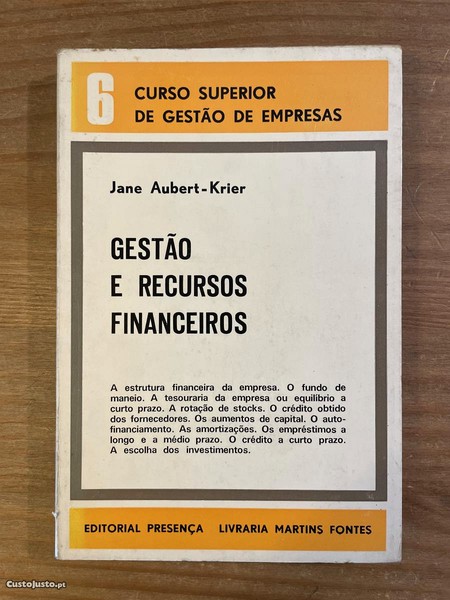 6
CURSO SUPERIOR
DE GESTÃO DE EMPRESAS
Jane Aubert-Krier
GESTÃO
E RECURSOS
FINANCEIROS
A estrutura financeira da empresa. O fundo de
maneio. A tesouraria da empresa ou equilibrio a
curto prazo. A rotação de stocks. O crédito obtido
dos fornecedores. Os aumentos de capital. O auto-
financiamento. As amortizações. Os empréstimos a
longo e a médio prazo. O crédito a curto prazo.
A escolha dos investimentos.
EDITORIAL PRESENÇA LIVRARIA MARTINS FONTES
CustoJusto.pt